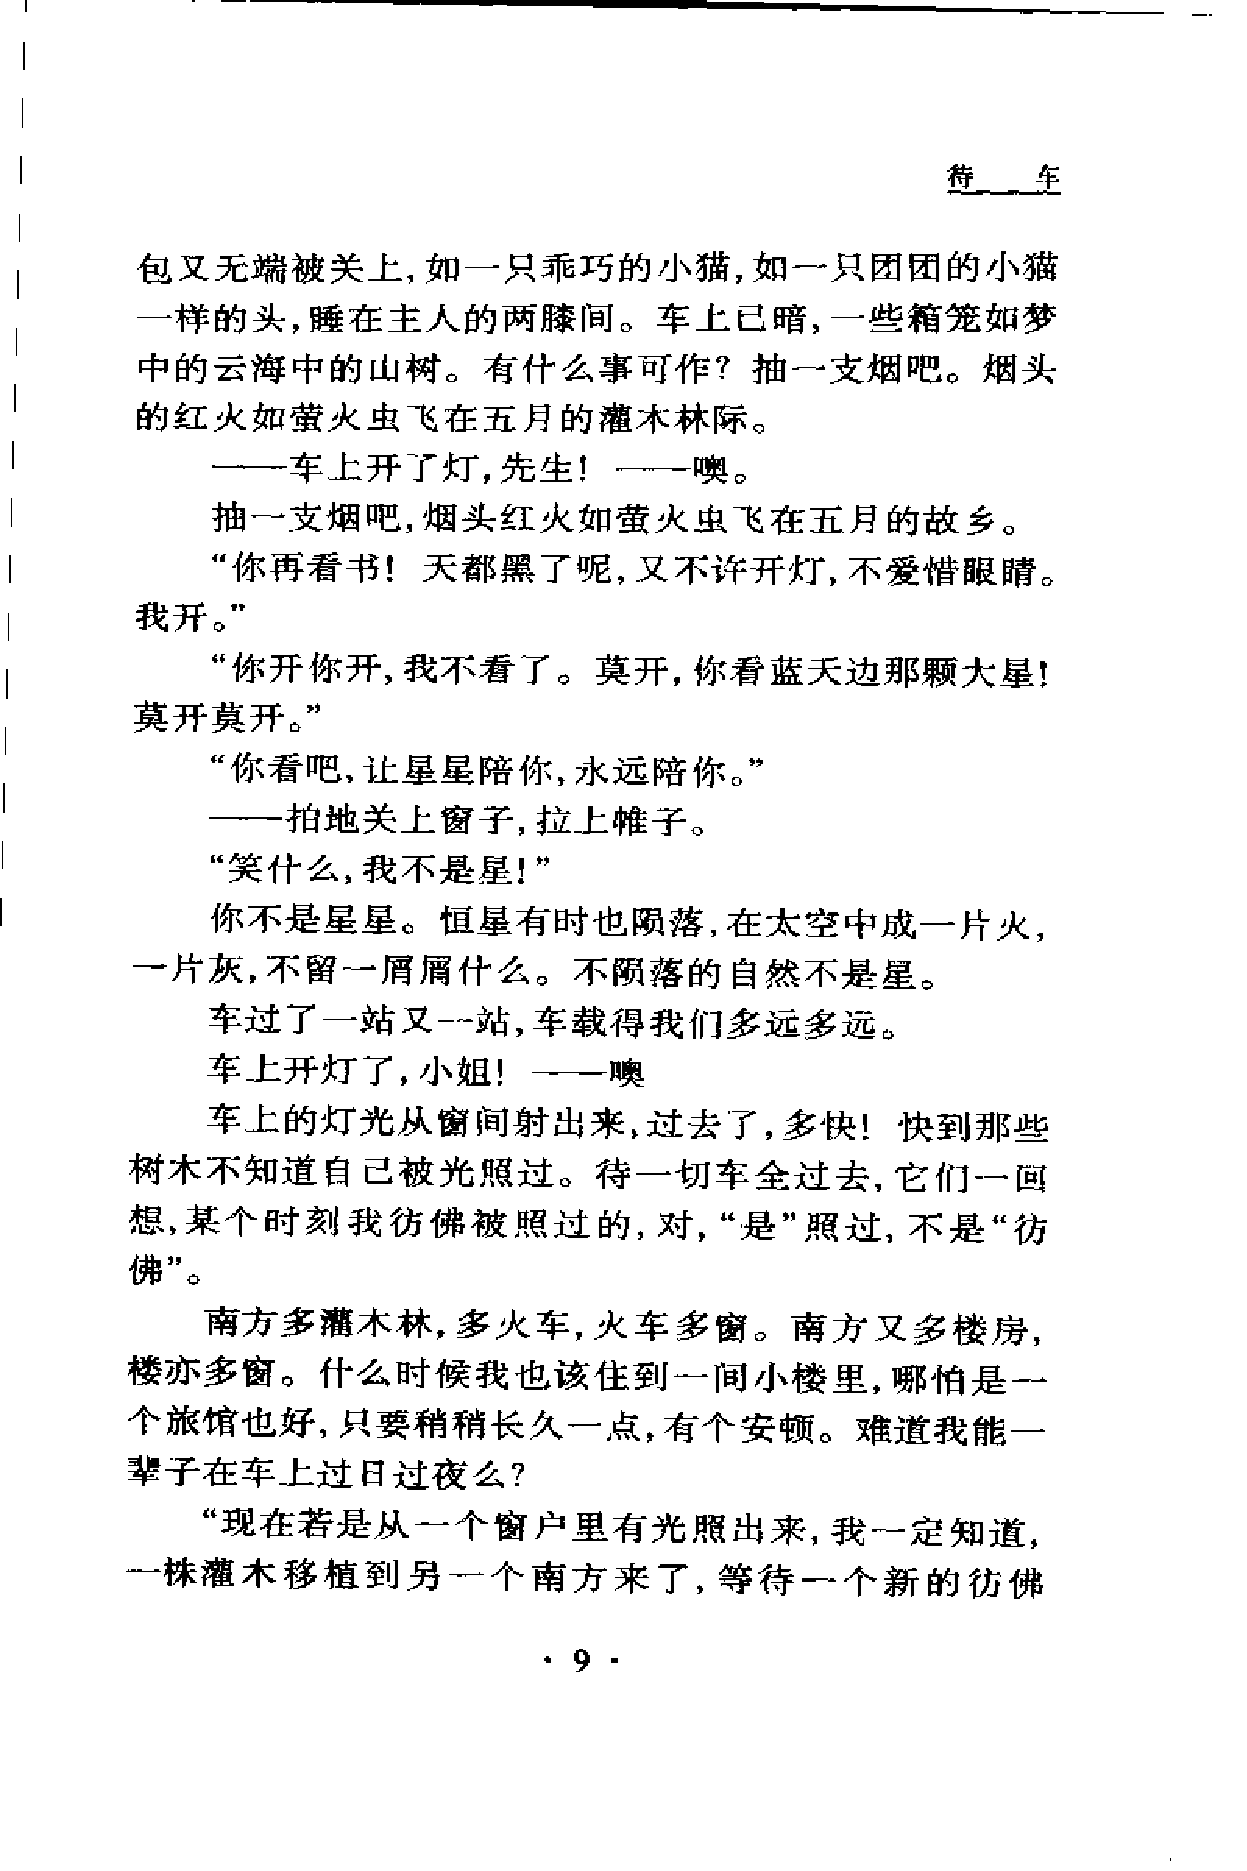 待　　车
包又无端被关上,如一只乖巧的小猫,如一只团团的小猫
一样的头,睡在主人的两膝间。车上已暗,一些箱笼如梦
中的云海中的山树。有什么事可作？抽一支烟吧。烟头
的红火如萤火虫飞在五月的灌木林际。
——车上开了灯,先生！——噢。
抽一支烟吧,烟头红火如萤火虫飞在五月的故乡。
“你再看书！天都黑了呢,又不许开灯,不爱惜眼睛。
我开。”
“你开你开,我不看了。莫开,你看蓝天边那颗大星！
莫开莫开。”
“你看吧,让星星陪你,永远陪你。”
——拍地关上窗子,拉上帷子。
“笑什么,我不是星！”
你不是星星。恒星有时也陨落,在太空中成一片火,
一片灰,不留一屑屑什么。不陨落的自然不是星。
车过了一站又一站,车载得我们多远多远。
车上开灯了,小姐！——噢
车上的灯光从窗间射出来,过去了,多快！快到那些
树木不知道自己被光照过。待一切车全过去,它们一回
想,某个时刻我彷佛被照过的,对,“是”照过,不是“彷
佛”。
南方多灌木林,多火车,火车多窗。南方又多楼房,
楼亦多窗。什么时候我也该住到一间小楼里,哪怕是一
个旅馆也好,只要稍稍长久一点,有个安顿。难道我能一
辈子在车上过日过夜么？
“现在若是从一个窗户里有光照出来,我一定知道,
一株灌木移植到另一个南方来了,等待一个新的彷佛
· 9 ·